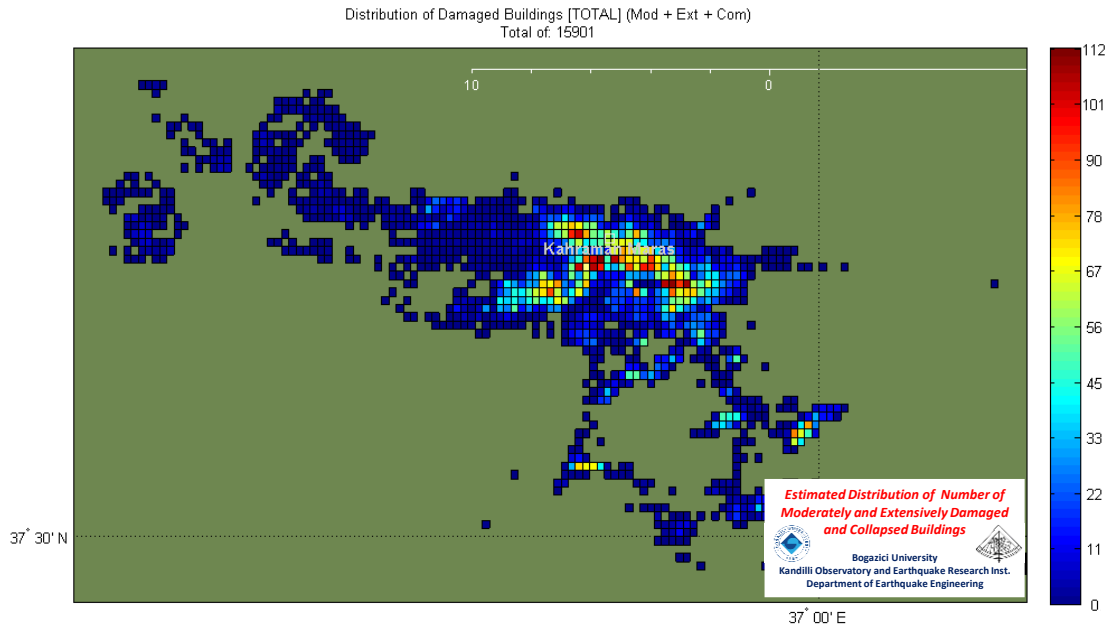 Distribution of Damaged Buildings [TOTAL] (Mod + Ext + Com)
Total of: 15901
10 0
112
101
90
78
67
56
45
33
22
11
0
37° 30' N
37° 00' E
Estimated Distribution of Number of
Moderately and Extensively Damaged
and Collapsed Buildings
Bogazici University
Kandilli Observatory and Earthquake Research Inst.
Department of Earthquake Engineering